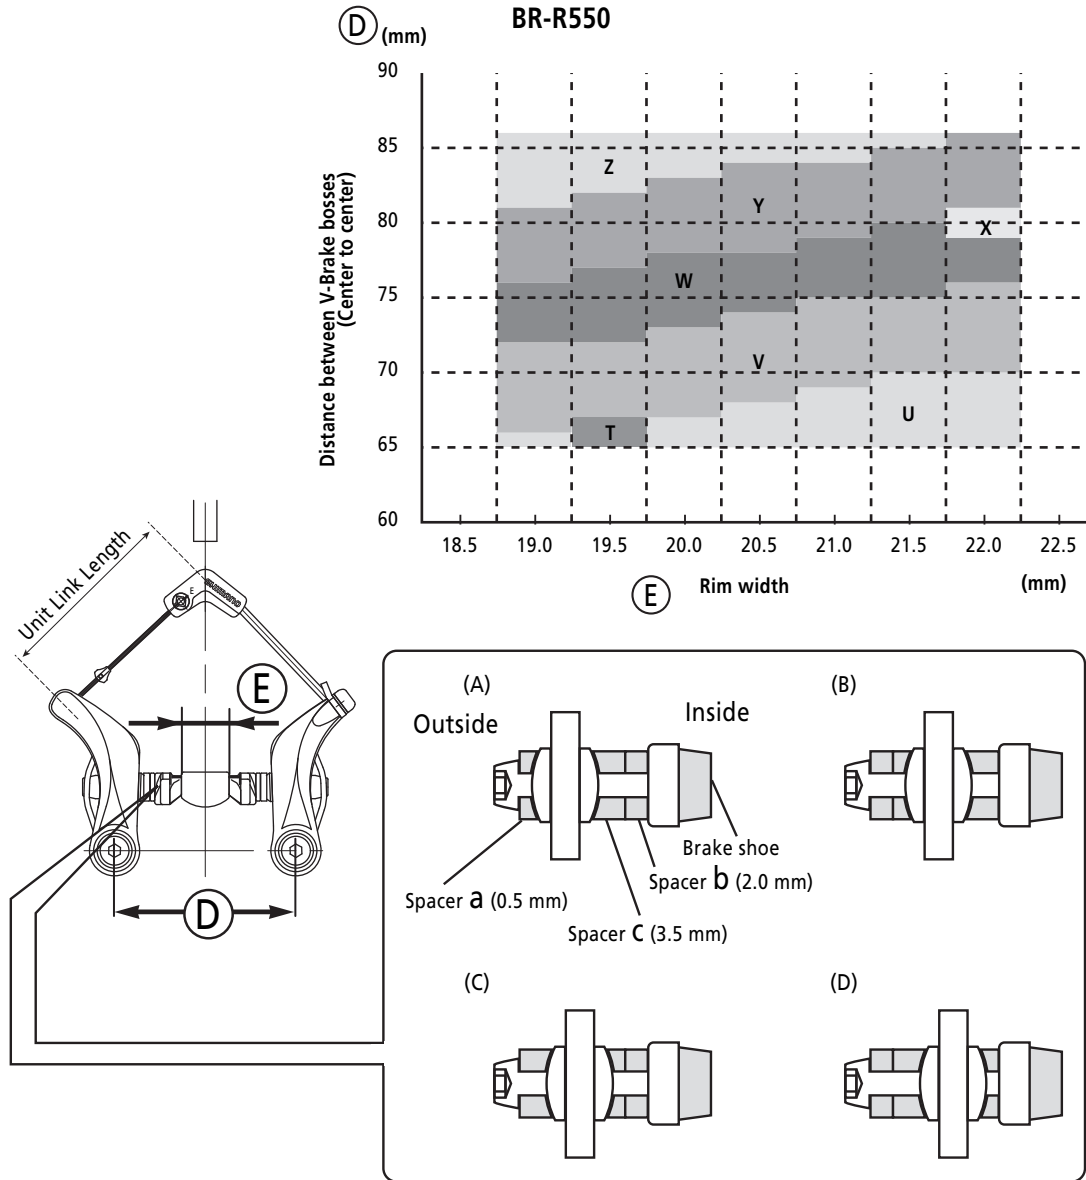 BR-R550
D (mm)
Distance between V-Brake bosses
(Center to center)
90
85
80
75
70
65
60
Z
Y
X
W
V
U
T
18.5 19.0 19.5 20.0 20.5 21.0 21.5 22.0 22.5
E Rim width (mm)
Unit Link Length
E
SHIMANO
E
D
(A)
Outside
Inside
Brake shoe
Spacer b (2.0 mm)
Spacer a (0.5 mm)
Spacer c (3.5 mm)
(B)
(C)
(D)